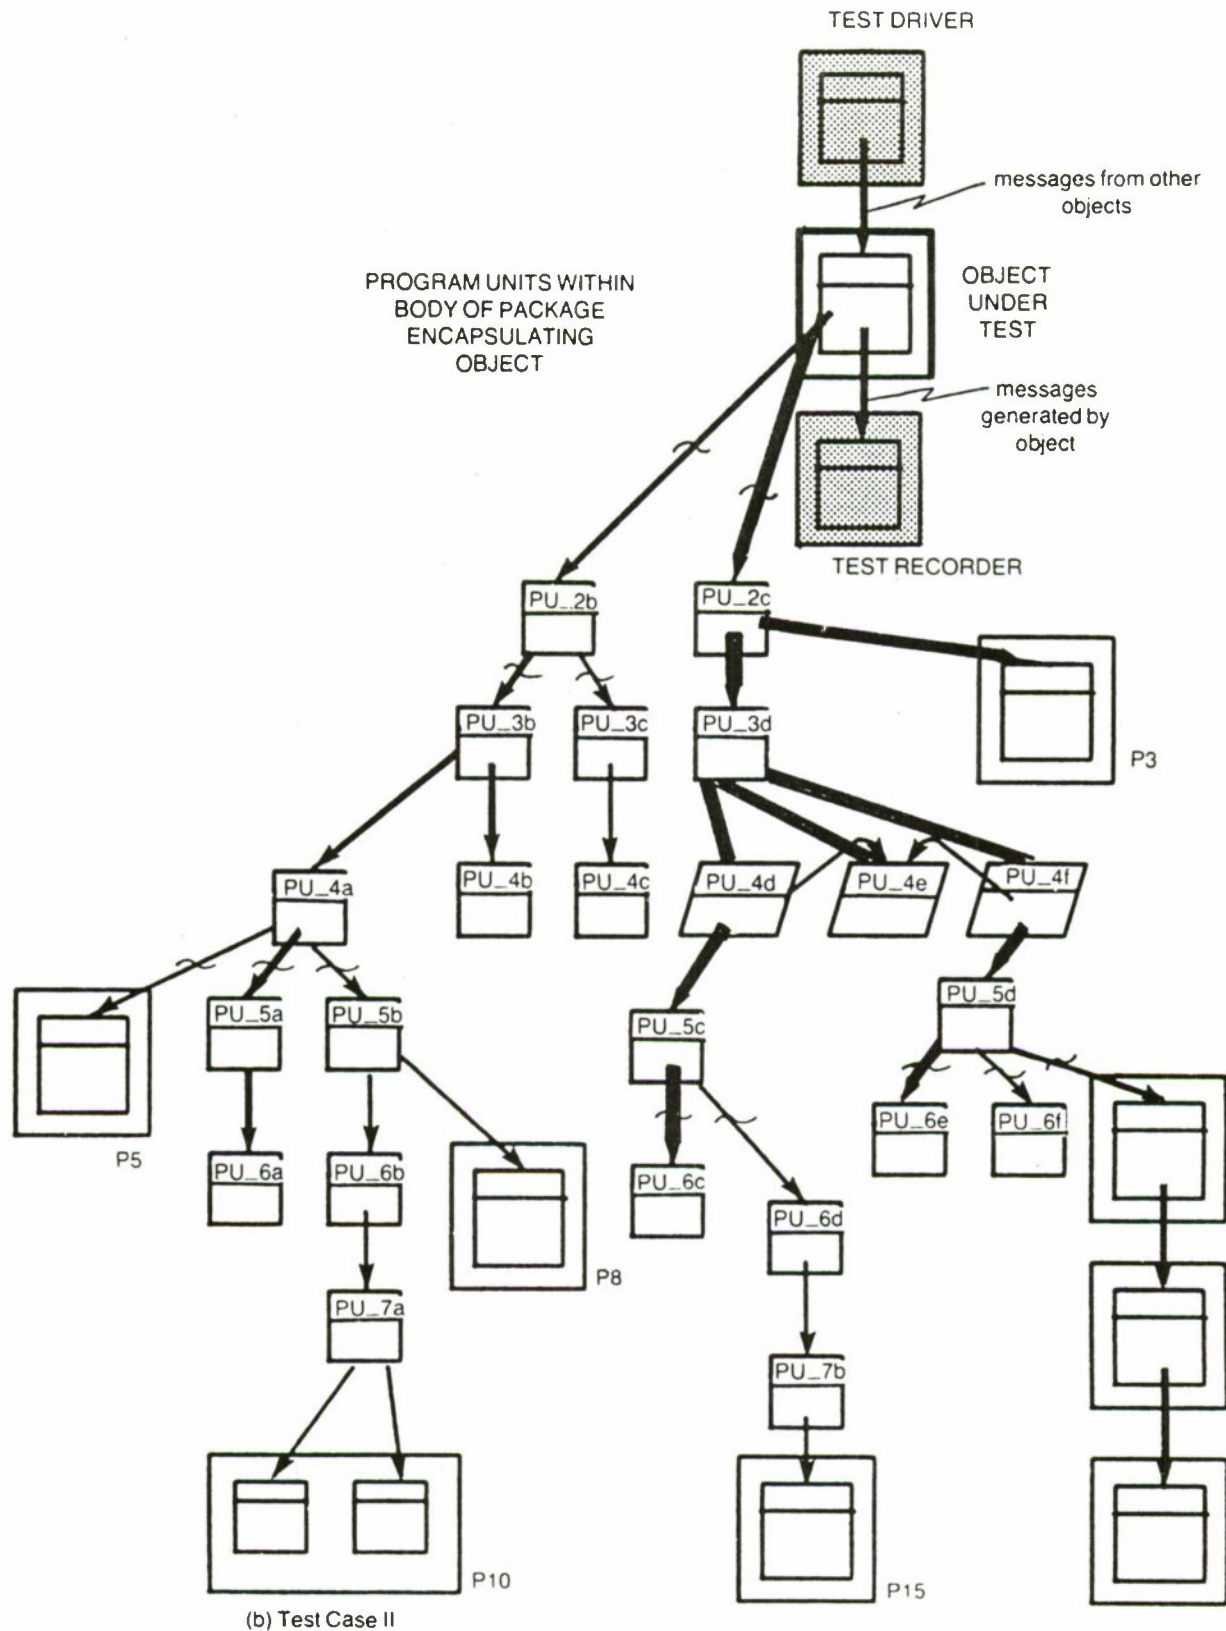 TEST DRIVER
messages from other
objects
PROGRAM UNITS WITHIN
BODY OF PACKAGE
ENCAPSULATING
OBJECT
OBJECT
UNDER
TEST
messages
generated by
object
TEST RECORDER
PU_2b
PU_2c
PU_3b
PU_3c
PU_3d
P3
PU_4a
PU_4b
PU_4c
PU_4d
PU_4e
PU_4f
PU_5a
PU_5b
PU_5c
PU_5d
P5
PU_6a
PU_6b
PU_6c
PU_6d
PU_6e
PU_6f
P8
PU_7a
PU_7b
P10
P15
(b) Test Case II